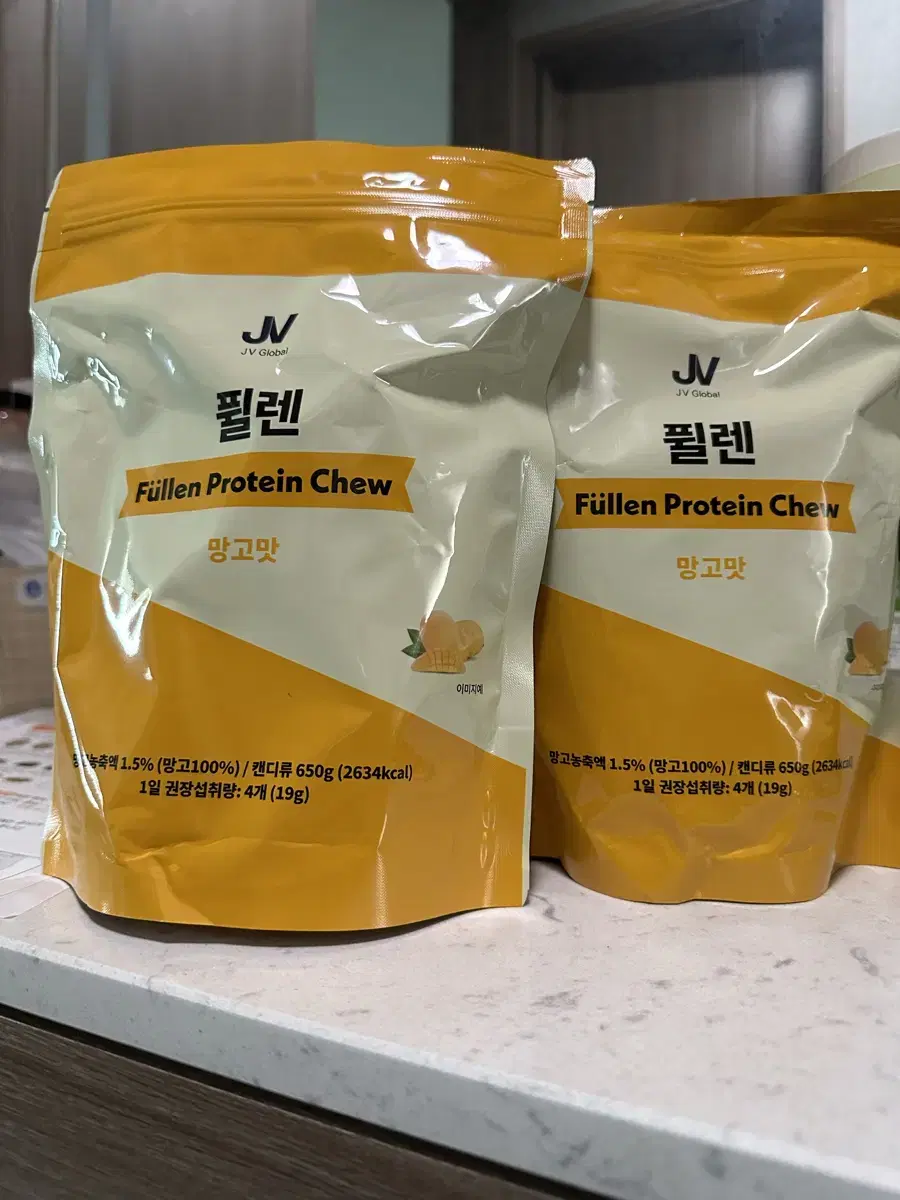 JV
JV Global
퓔렌
Füllen Protein Chew
망고맛
이미지예
망고농축액 1.5% (망고100%) / 캔디류 650g (2634kcal)
1일 권장섭취량: 4개 (19g)
JV
JV Global
퓔렌
Füllen Protein Chew
망고맛
망고농축액 1.5% (망고100%) / 캔디류 650g (2634kcal)
1일 권장섭취량: 4개 (19g)